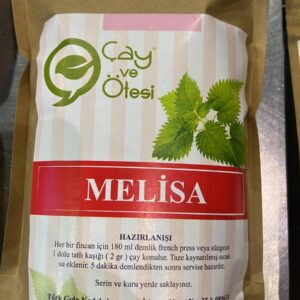 Çay
ve
Ötesi
MELİSA
HAZIRLANIŞI
Her bir fincan için 180 ml demlik french press veya süzgece
1 dolu tatlı kaşığı ( 2 gr ) çay konulur. Taze kaynatılmış sıcak
su eklenir. 5 dakika demlendikten sonra servise hazırdır.
Serin ve kuru yerde saklayınız.
Türk Gıda